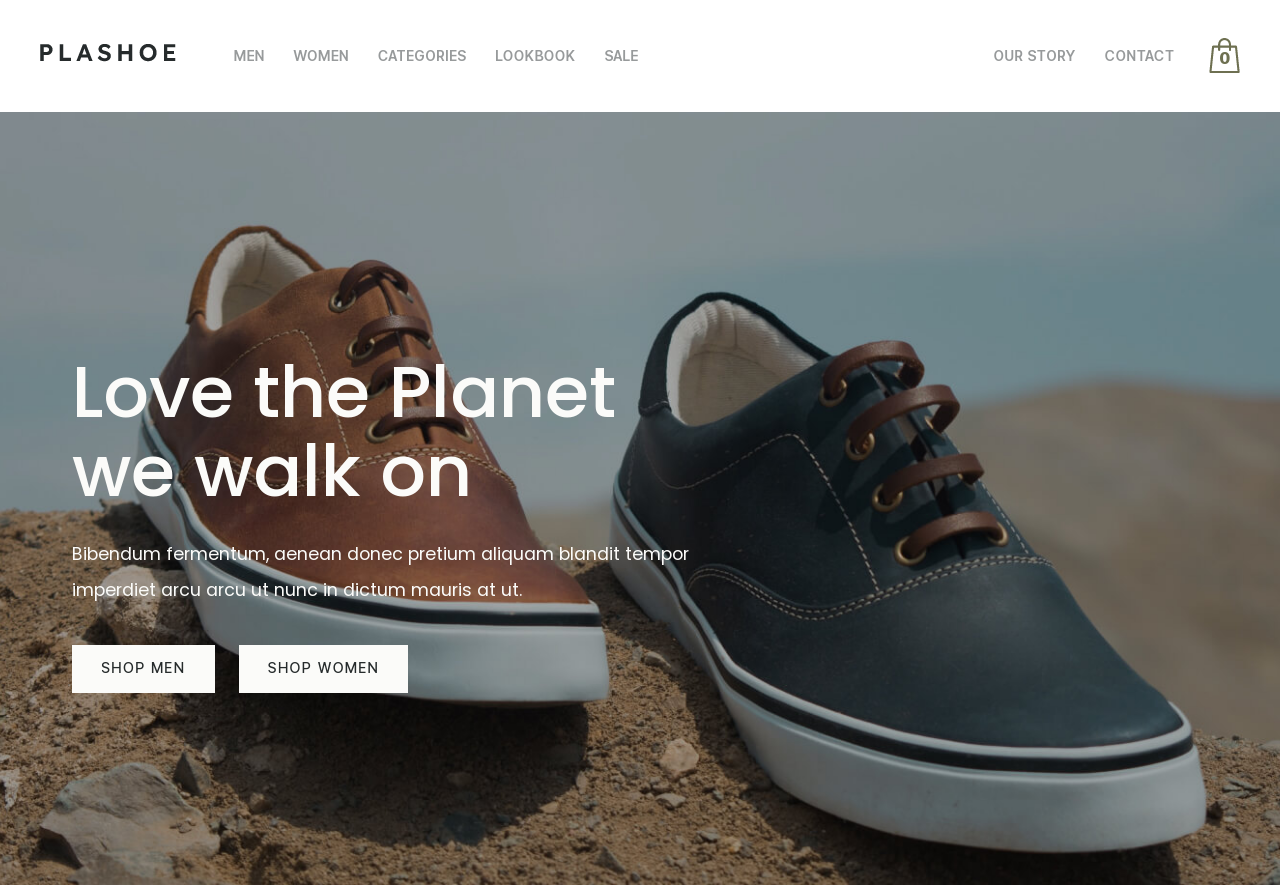 PLASHOE
MEN WOMEN CATEGORIES LOOKBOOK SALE
OUR STORY CONTACT 0
Love the Planet
we walk on
Bibendum fermentum, aenean donec pretium aliquam blandit tempor
imperdiet arcu arcu ut nunc in dictum mauris at ut.
SHOP MEN SHOP WOMEN